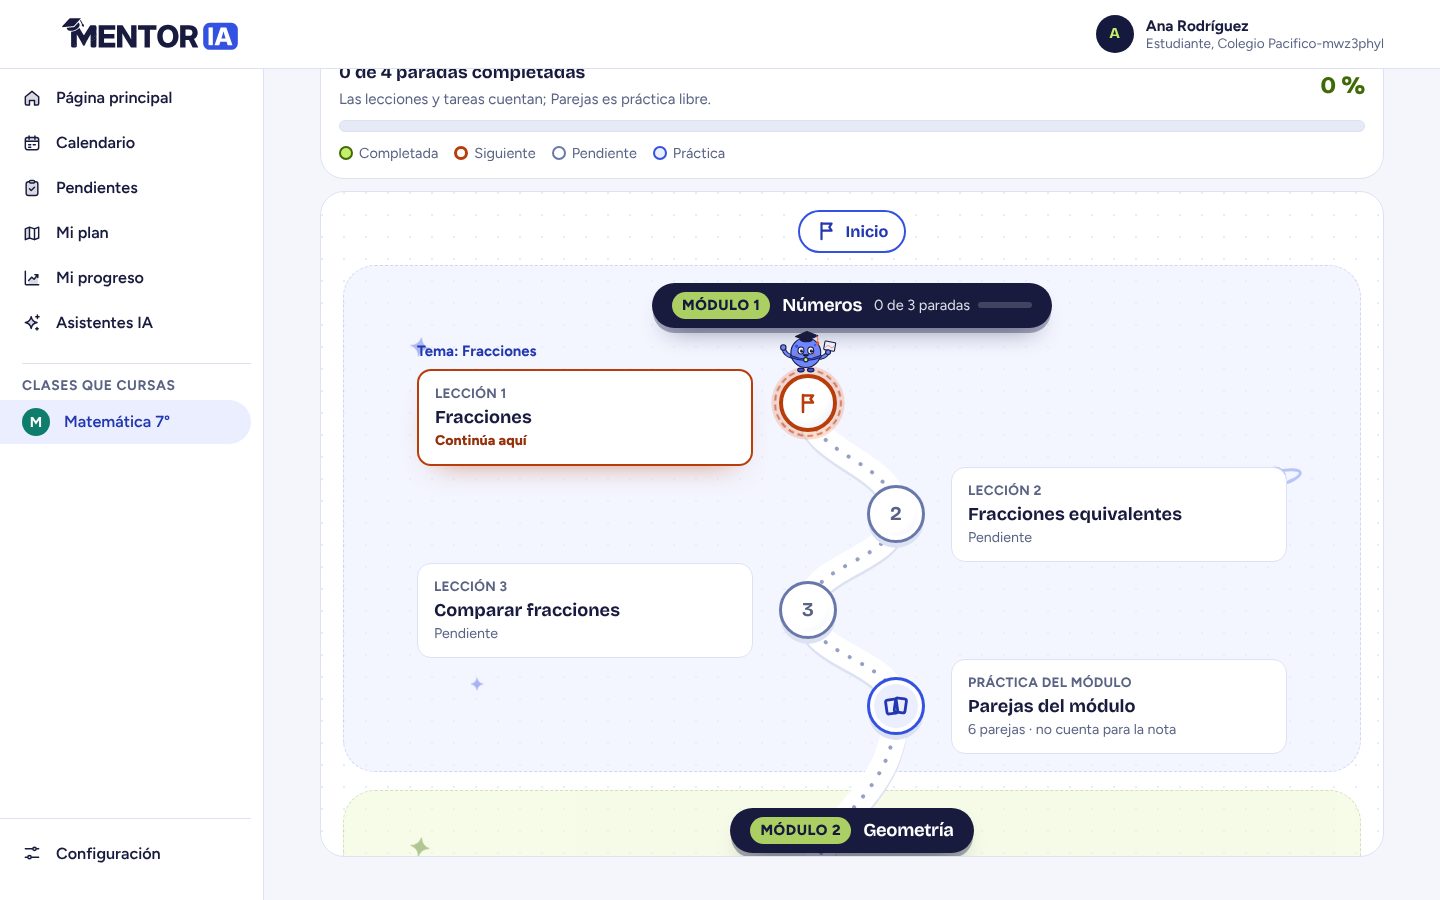 MENTOR IA
A
Ana Rodríguez
Estudiante, Colegio Pacifico-mwz3phyl
Página principal
Calendario
Pendientes
Mi plan
Mi progreso
Asistentes IA
CLASES QUE CURSAS
M Matemática 7°
Configuración
0 de 4 paradas completadas
0 %
Las lecciones y tareas cuentan; Parejas es práctica libre.
Completada Siguiente Pendiente Práctica
Inicio
MÓDULO 1 Números 0 de 3 paradas
Tema: Fracciones
LECCIÓN 1
Fracciones
Continúa aquí
2
LECCIÓN 2
Fracciones equivalentes
Pendiente
LECCIÓN 3
Comparar fracciones
Pendiente
3
PRÁCTICA DEL MÓDULO
Parejas del módulo
6 parejas · no cuenta para la nota
MÓDULO 2 Geometría